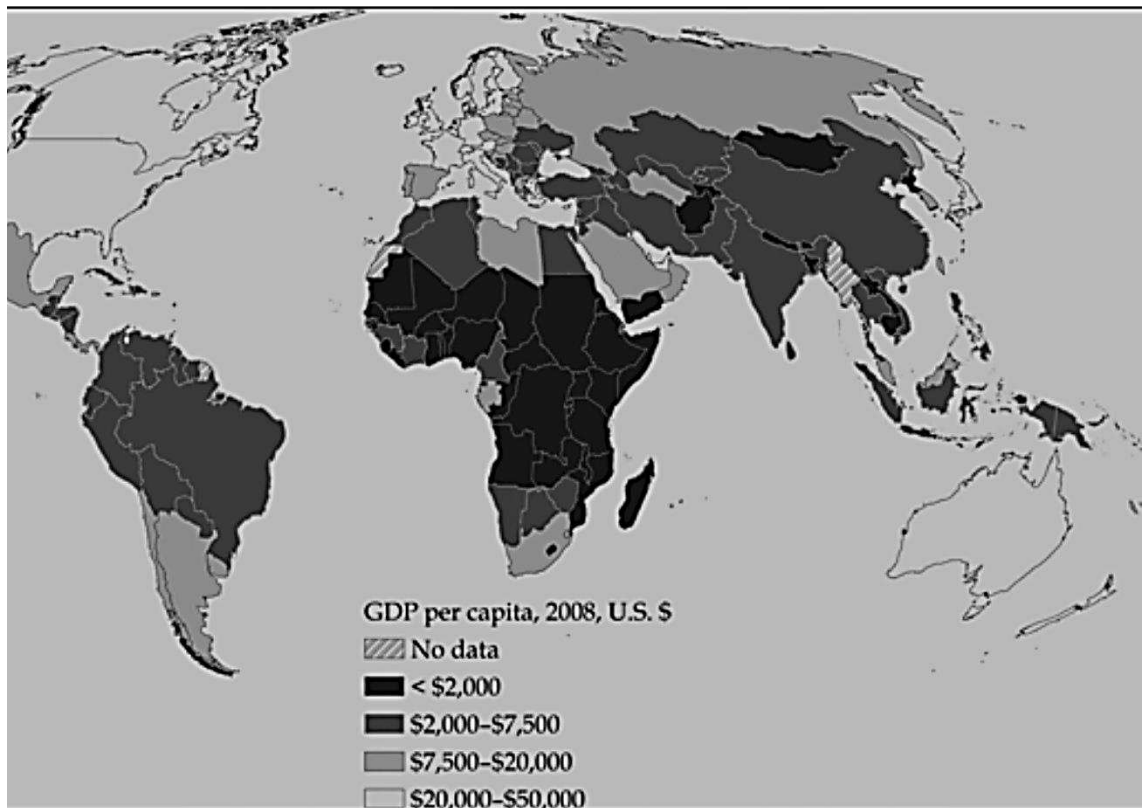 GDP per capita, 2008, U.S. $
No data
< $2,000
$2,000–$7,500
$7,500–$20,000
$20,000–$50,000